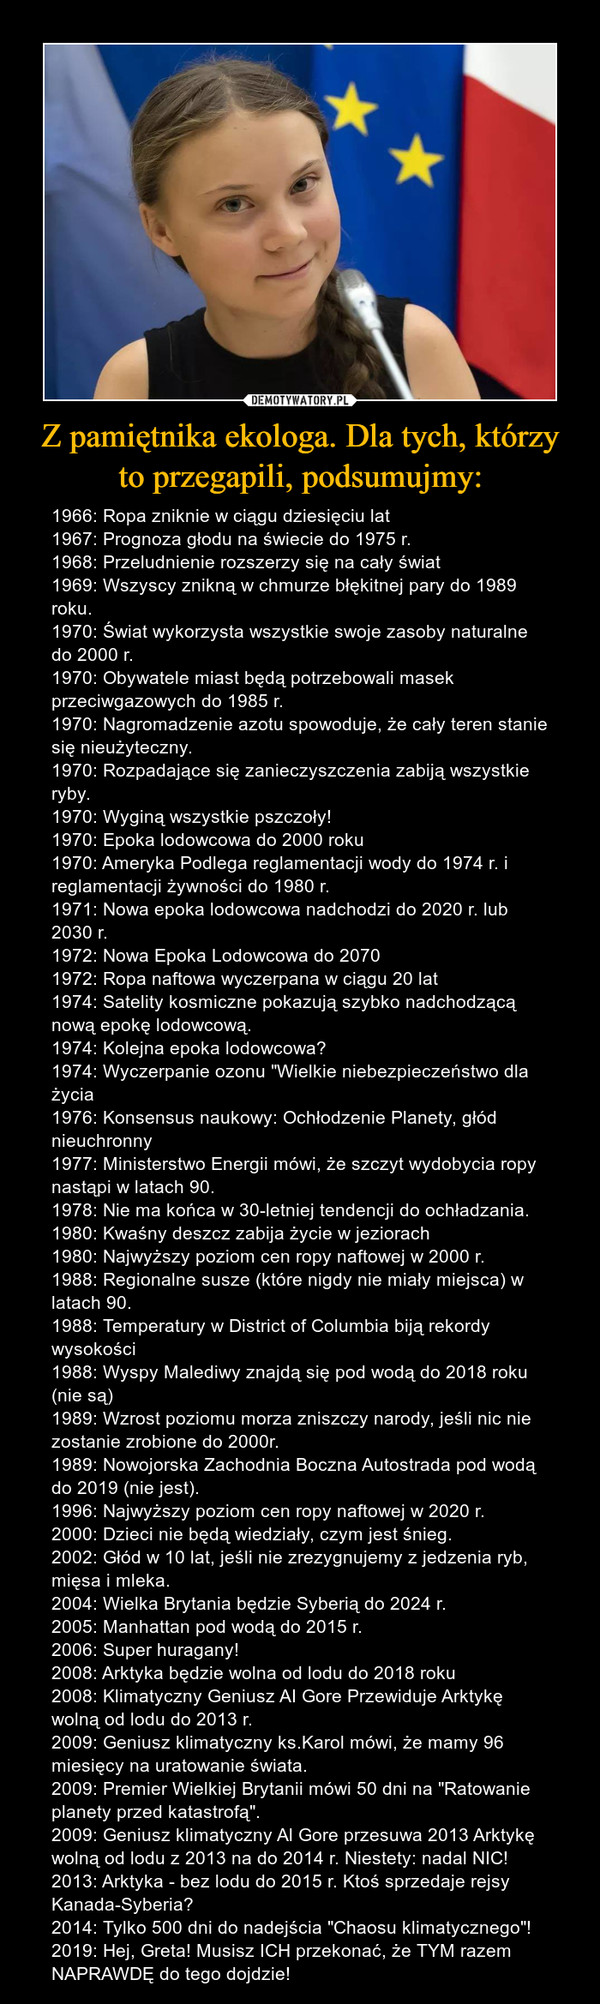 DEMOTYWATORY.PL
Z pamiętnika ekologa. Dla tych, którzy
to przegapili, podsumujmy:
1966: Ropa zniknie w ciągu dziesięciu lat
1967: Prognoza głodu na świecie do 1975 r.
1968: Przeludnienie rozszerzy się na cały świat
1969: Wszyscy znikną w chmurze błękitnej pary do 1989
roku.
1970: Świat wykorzysta wszystkie swoje zasoby naturalne
do 2000 r.
1970: Obywatele miast będą potrzebowali masek
przeciwgazowych do 1985 r.
1970: Nagromadzenie azotu spowoduje, że cały teren stanie
się nieużyteczny.
1970: Rozpadające się zanieczyszczenia zabiją wszystkie
ryby.
1970: Wyginą wszystkie pszczoły!
1970: Epoka lodowcowa do 2000 roku
1970: Ameryka Podlega reglamentacji wody do 1974 r. i
reglamentacji żywności do 1980 r.
1971: Nowa epoka lodowcowa nadchodzi do 2020 r. lub
2030 r.
1972: Nowa Epoka Lodowcowa do 2070
1972: Ropa naftowa wyczerpana w ciągu 20 lat
1974: Satelity kosmiczne pokazują szybko nadchodzącą
nową epokę lodowcową.
1974: Kolejna epoka lodowcowa?
1974: Wyczerpanie ozonu "Wielkie niebezpieczeństwo dla
życia
1976: Konsensus naukowy: Ochłodzenie Planety, głód
nieuchronny
1977: Ministerstwo Energii mówi, że szczyt wydobycia ropy
nastąpi w latach 90.
1978: Nie ma końca w 30-letniej tendencji do ochładzania.
1980: Kwaśny deszcz zabija życie w jeziorach
1980: Najwyższy poziom cen ropy naftowej w 2000 r.
1988: Regionalne susze (które nigdy nie miały miejsca) w
latach 90.
1988: Temperatury w District of Columbia biją rekordy
wysokości
1988: Wyspy Malediwy znajdą się pod wodą do 2018 roku
(nie są)
1989: Wzrost poziomu morza zniszczy narody, jeśli nic nie
zostanie zrobione do 2000r.
1989: Nowojorska Zachodnia Boczna Autostrada pod wodą
do 2019 (nie jest).
1996: Najwyższy poziom cen ropy naftowej w 2020 r.
2000: Dzieci nie będą wiedziały, czym jest śnieg.
2002: Głód w 10 lat, jeśli nie zrezygnujemy z jedzenia ryb,
mięsa i mleka.
2004: Wielka Brytania będzie Syberią do 2024 r.
2005: Manhattan pod wodą do 2015 r.
2006: Super huragany!
2008: Arktyka będzie wolna od lodu do 2018 roku
2008: Klimatyczny Geniusz AI Gore Przewiduje Arktykę
wolną od lodu do 2013 r.
2009: Geniusz klimatyczny ks.Karol mówi, że mamy 96
miesięcy na uratowanie świata.
2009: Premier Wielkiej Brytanii mówi 50 dni na "Ratowanie
planety przed katastrofą".
2009: Geniusz klimatyczny Al Gore przesuwa 2013 Arktykę
wolną od lodu z 2013 na do 2014 r. Niestety: nadal NIC!
2013: Arktyka - bez lodu do 2015 r. Ktoś sprzedaje rejsy
Kanada-Syberia?
2014: Tylko 500 dni do nadejścia "Chaosu klimatycznego"!
2019: Hej, Greta! Musisz ICH przekonać, że TYM razem
NAPRAWDĘ do tego dojdzie!